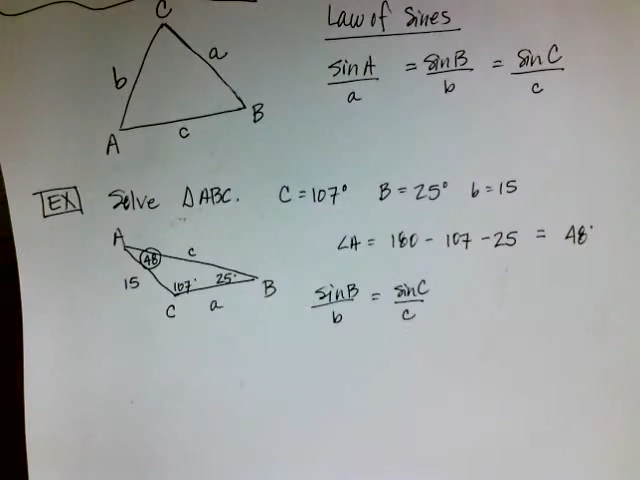 C
Law of Sines
b
a
sin A / a = sin B / b = sin C / c
A
c
B
EX Solve △ABC. C = 107° B = 25° b = 15
A
c
48
∠A = 180 - 107 - 25 = 48°
15
107°
25°
B
C
a
sin B / b = sin C / c